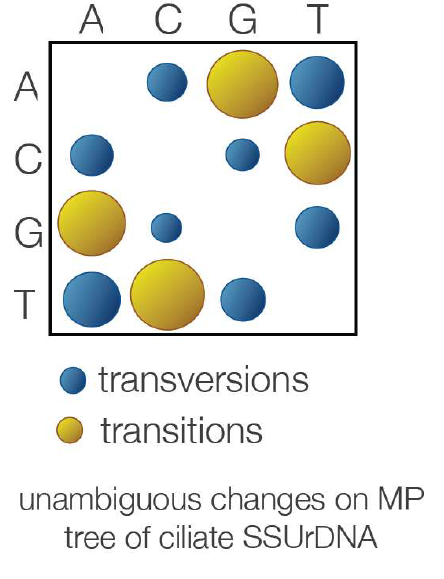 A C G T
A
C
G
T
transversions
transitions
unambiguous changes on MP
tree of ciliate SSUrDNA